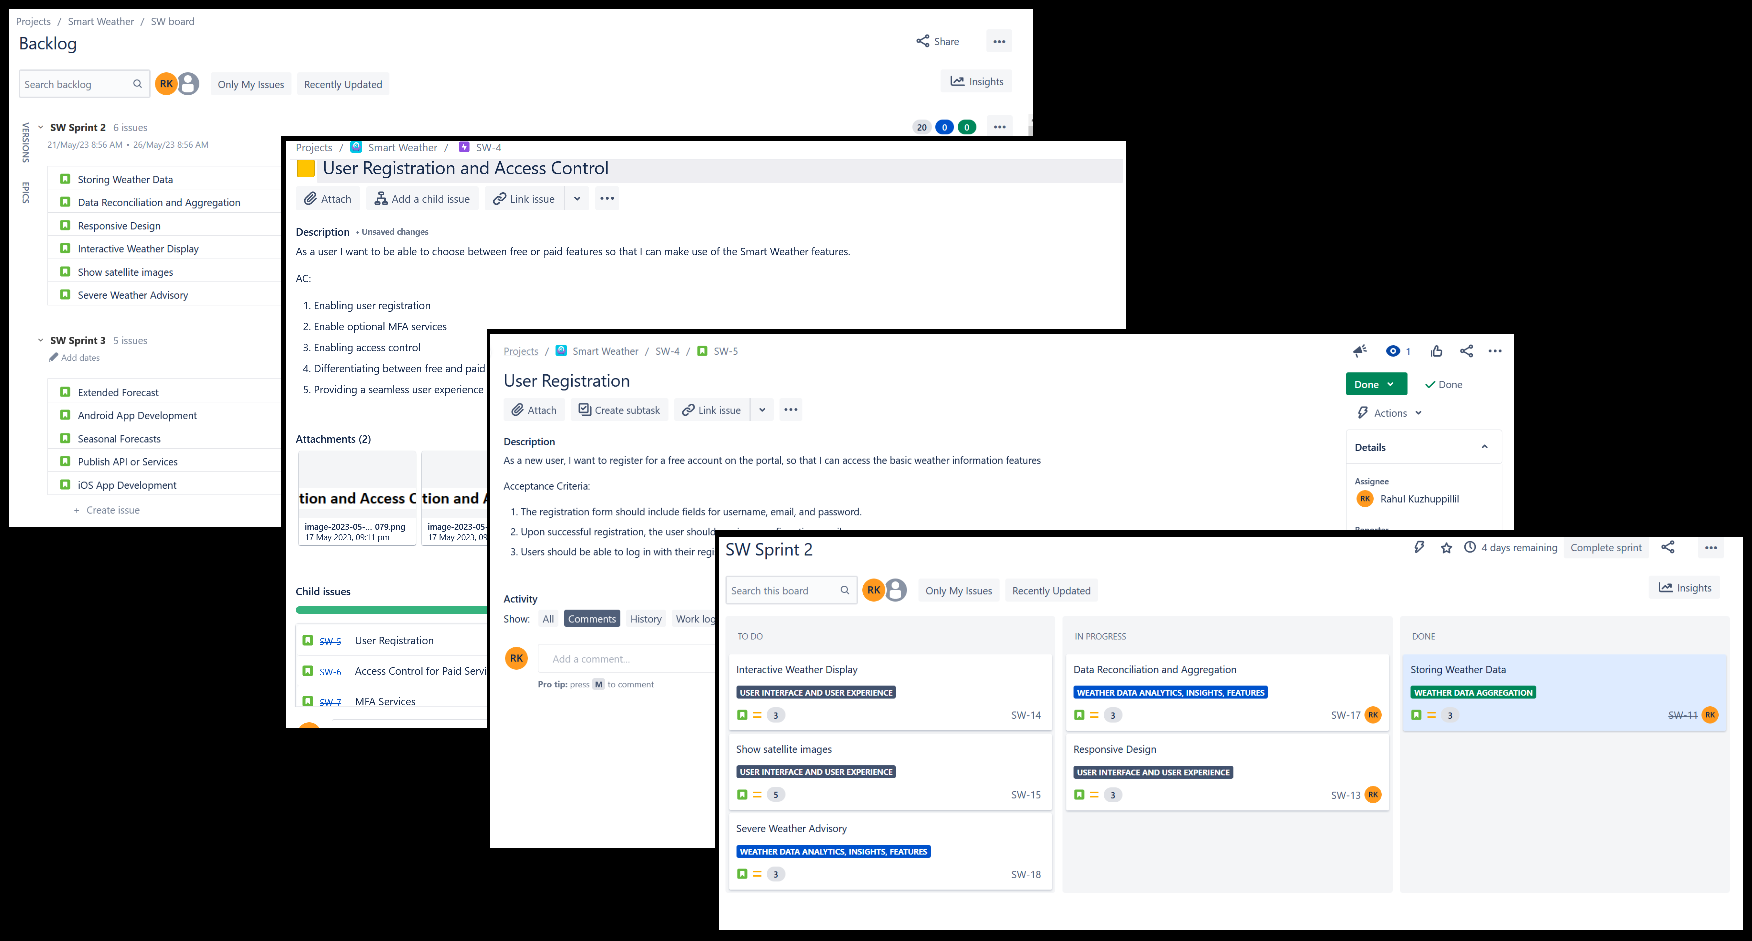 Projects / Smart Weather / SW board
Backlog
Share
Search backlog
RK
Only My Issues
Recently Updated
Insights
VERSIONS
EPICS
SW Sprint 2 6 issues
20 0 0
21/May/23 8:56 AM • 26/May/23 8:56 AM
Storing Weather Data
Data Reconciliation and Aggregation
Responsive Design
Interactive Weather Display
Show satellite images
Severe Weather Advisory
SW Sprint 3 5 issues
Add dates
Extended Forecast
Android App Development
Seasonal Forecasts
Publish API or Services
iOS App Development
+ Create issue
Projects / Smart Weather / SW-4
User Registration and Access Control
Attach
Add a child issue
Link issue
Description • Unsaved changes
As a user I want to be able to choose between free or paid features so that I can make use of the Smart Weather features.
AC:
1. Enabling user registration
2. Enable optional MFA services
3. Enabling access control
4. Differentiating between free and paid
5. Providing a seamless user experience
Attachments (2)
tion and Access C
tion and A
image-2023-05-... 079.png
17 May 2023, 09:11 pm
image-2023-0
17 May 2023,
Child issues
SW-5 User Registration
SW-6 Access Control for Paid Servi
SW-7 MFA Services
Projects / Smart Weather / SW-4 / SW-5
1
User Registration
Done
Done
Attach
Create subtask
Link issue
Actions
Description
As a new user, I want to register for a free account on the portal, so that I can access the basic weather information features
Acceptance Criteria:
1. The registration form should include fields for username, email, and password.
2. Upon successful registration, the user shou
3. Users should be able to log in with their regi
Details
Assignee
RK Rahul Kuzhuppillil
Activity
Show: All Comments History Work log
RK Add a comment...
Pro tip: press M to comment
SW Sprint 2
4 days remaining
Complete sprint
Search this board
RK
Only My Issues
Recently Updated
Insights
TO DO
Interactive Weather Display
USER INTERFACE AND USER EXPERIENCE
3 SW-14
Show satellite images
USER INTERFACE AND USER EXPERIENCE
5 SW-15
Severe Weather Advisory
WEATHER DATA ANALYTICS, INSIGHTS, FEATURES
3 SW-18
IN PROGRESS
Data Reconciliation and Aggregation
WEATHER DATA ANALYTICS, INSIGHTS, FEATURES
3 SW-17 RK
Responsive Design
USER INTERFACE AND USER EXPERIENCE
3 SW-13 RK
DONE
Storing Weather Data
WEATHER DATA AGGREGATION
3 SW-11 RK